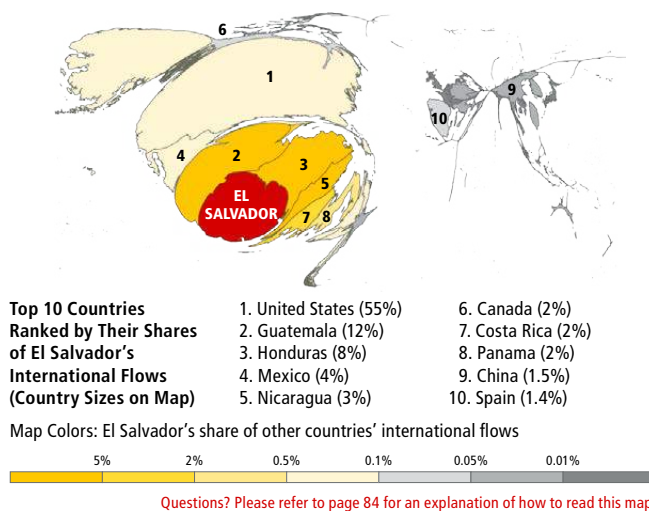 6
1
9
10
4
2
3
5
EL
SALVADOR
7
8
Top 10 Countries
Ranked by Their Shares
of El Salvador’s
International Flows
(Country Sizes on Map)
1. United States (55%)
2. Guatemala (12%)
3. Honduras (8%)
4. Mexico (4%)
5. Nicaragua (3%)
6. Canada (2%)
7. Costa Rica (2%)
8. Panama (2%)
9. China (1.5%)
10. Spain (1.4%)
Map Colors: El Salvador’s share of other countries’ international flows
5% 2% 0.5% 0.1% 0.05% 0.01%
Questions? Please refer to page 84 for an explanation of how to read this map